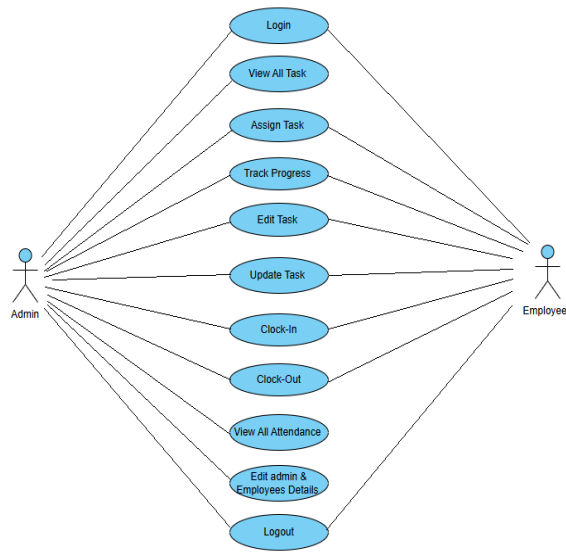 Login
View All Task
Assign Task
Track Progress
Edit Task
Update Task
Admin
Employee
Clock-In
Clock-Out
View All Attendance
Edit admin &
Employees Details
Logout